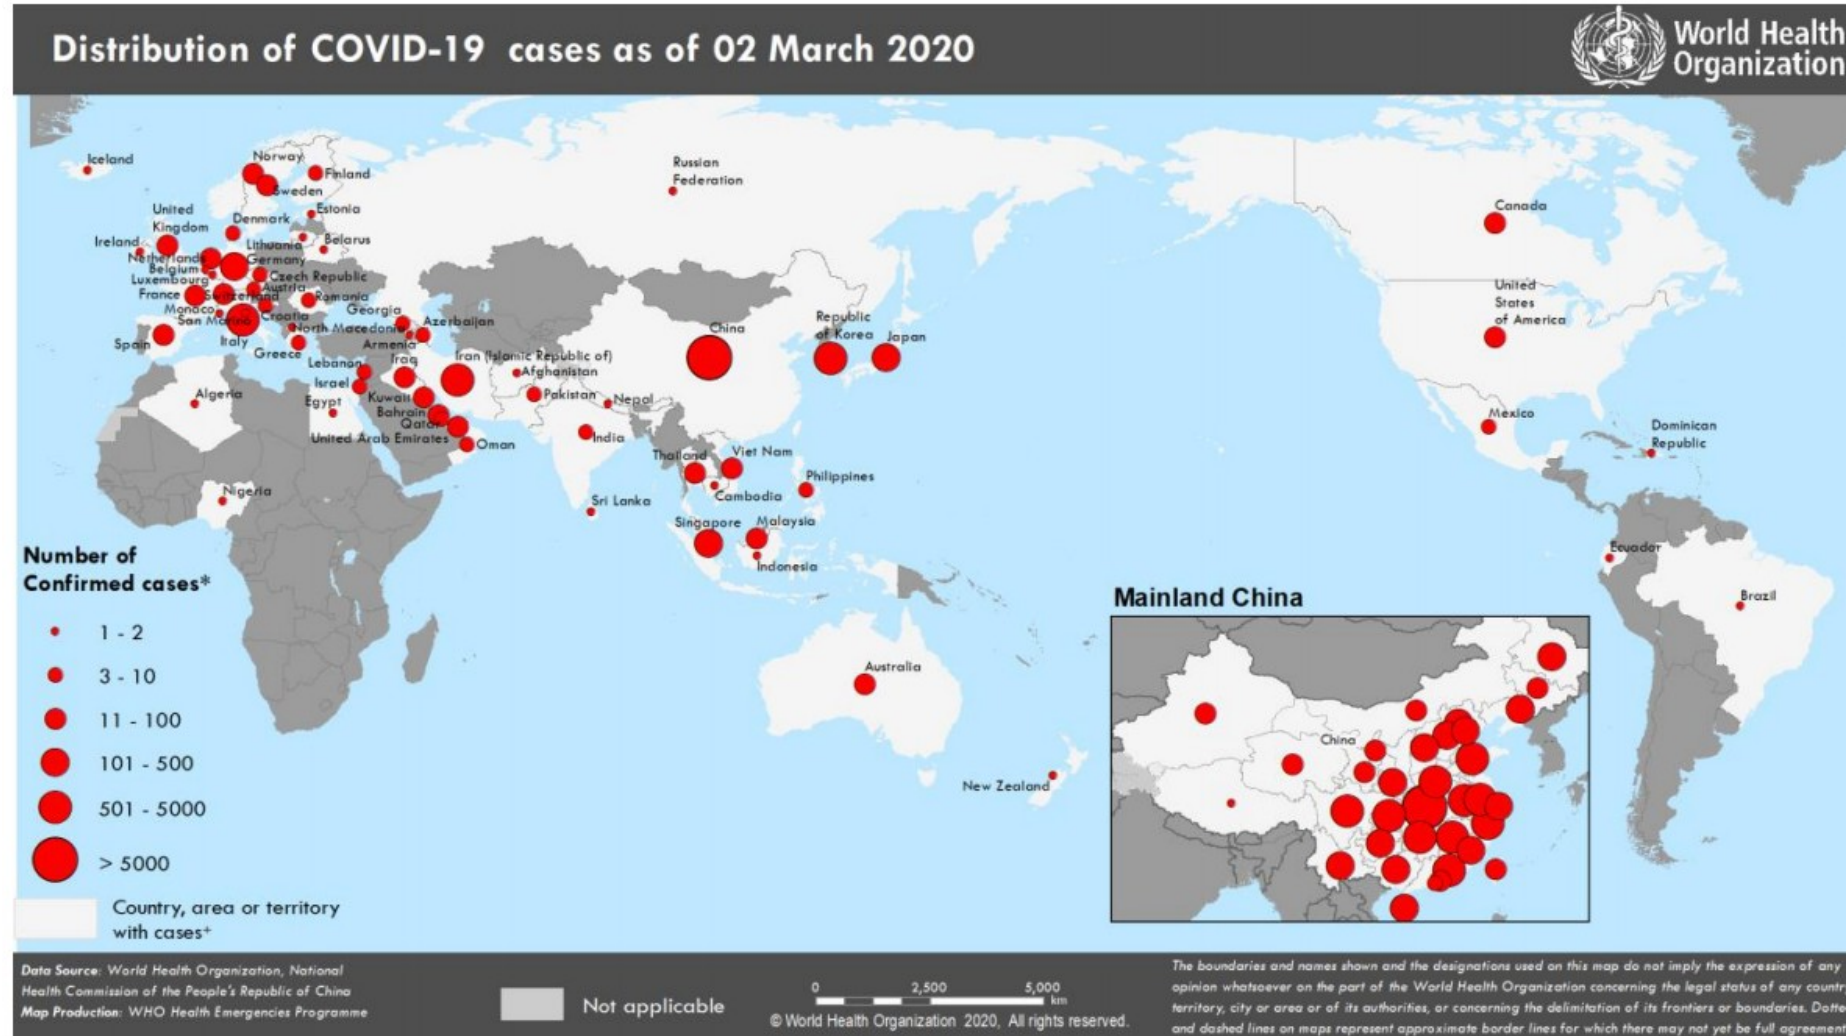 Distribution of COVID-19 cases as of 02 March 2020
World Health
Organization
Iceland
Norway
Finland
Sweden
Estonia
United
Kingdom
Denmark
Ireland
Lithuania
Belarus
Netherlands
Germany
Belgium
Czech Republic
Luxembourg
Austria
France
Switzerland
Romania
Monaco
Croatia
Georgia
San Marino
North Macedonia
Azerbaijan
Spain
Italy
Armenia
Greece
Lebanon
Iraq
Iran (Islamic Republic of)
Afghanistan
Israel
Algeria
Egypt
Kuwait
Pakistan
Nepal
Bahrain
Qatar
United Arab Emirates
Oman
India
Nigeria
Sri Lanka
Russian
Federation
China
Republic
of Korea
Japan
Thailand
Viet Nam
Cambodia
Philippines
Singapore
Malaysia
Indonesia
Australia
New Zealand
Canada
United
States
of America
Mexico
Dominican
Republic
Ecuador
Brazil
Number of
Confirmed cases*
1 - 2
3 - 10
11 - 100
101 - 500
501 - 5000
> 5000
Country, area or territory
with cases+
Mainland China
China
Data Source: World Health Organization, National
Health Commission of the People's Republic of China
Map Production: WHO Health Emergencies Programme
Not applicable
0 2,500 5,000
km
© World Health Organization 2020, All rights reserved.
The boundaries and names shown and the designations used on this map do not imply the expression of any
opinion whatsoever on the part of the World Health Organization concerning the legal status of any country,
territory, city or area or of its authorities, or concerning the delimitation of its frontiers or boundaries.
and dashed lines on maps represent approximate border lines for which there may not yet be full